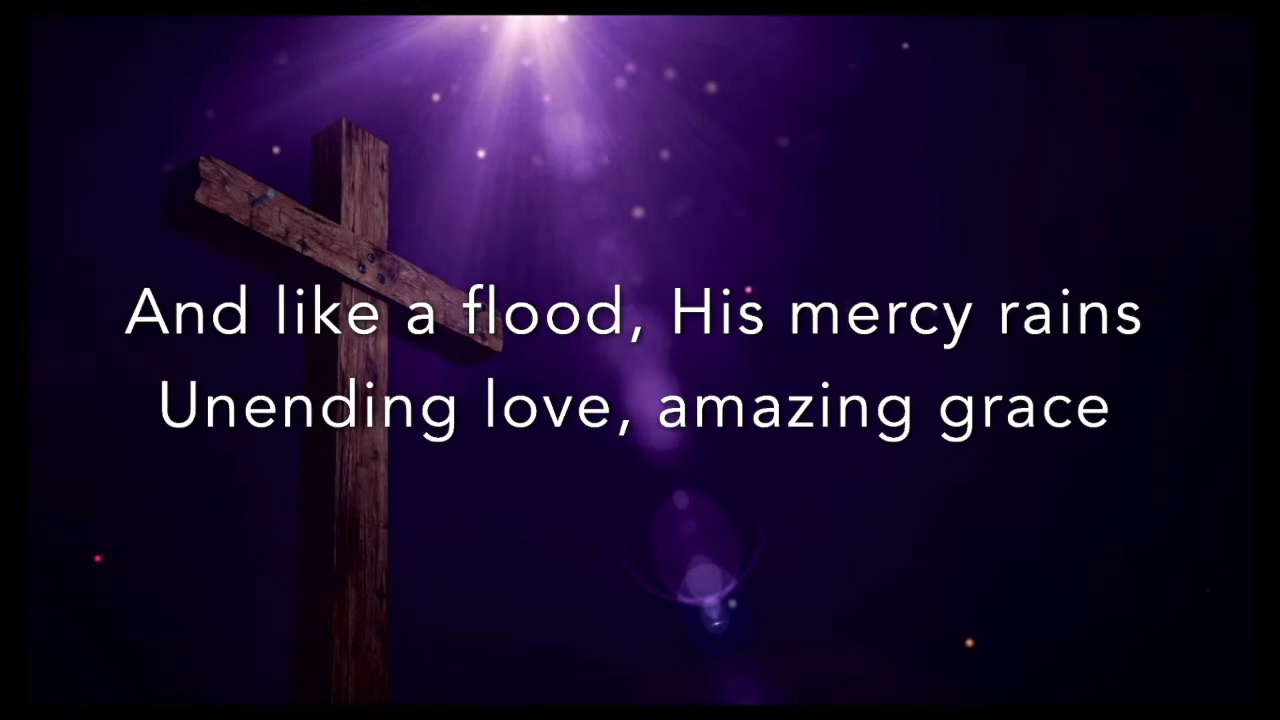 And like a flood, His mercy rains
Unending love, amazing grace